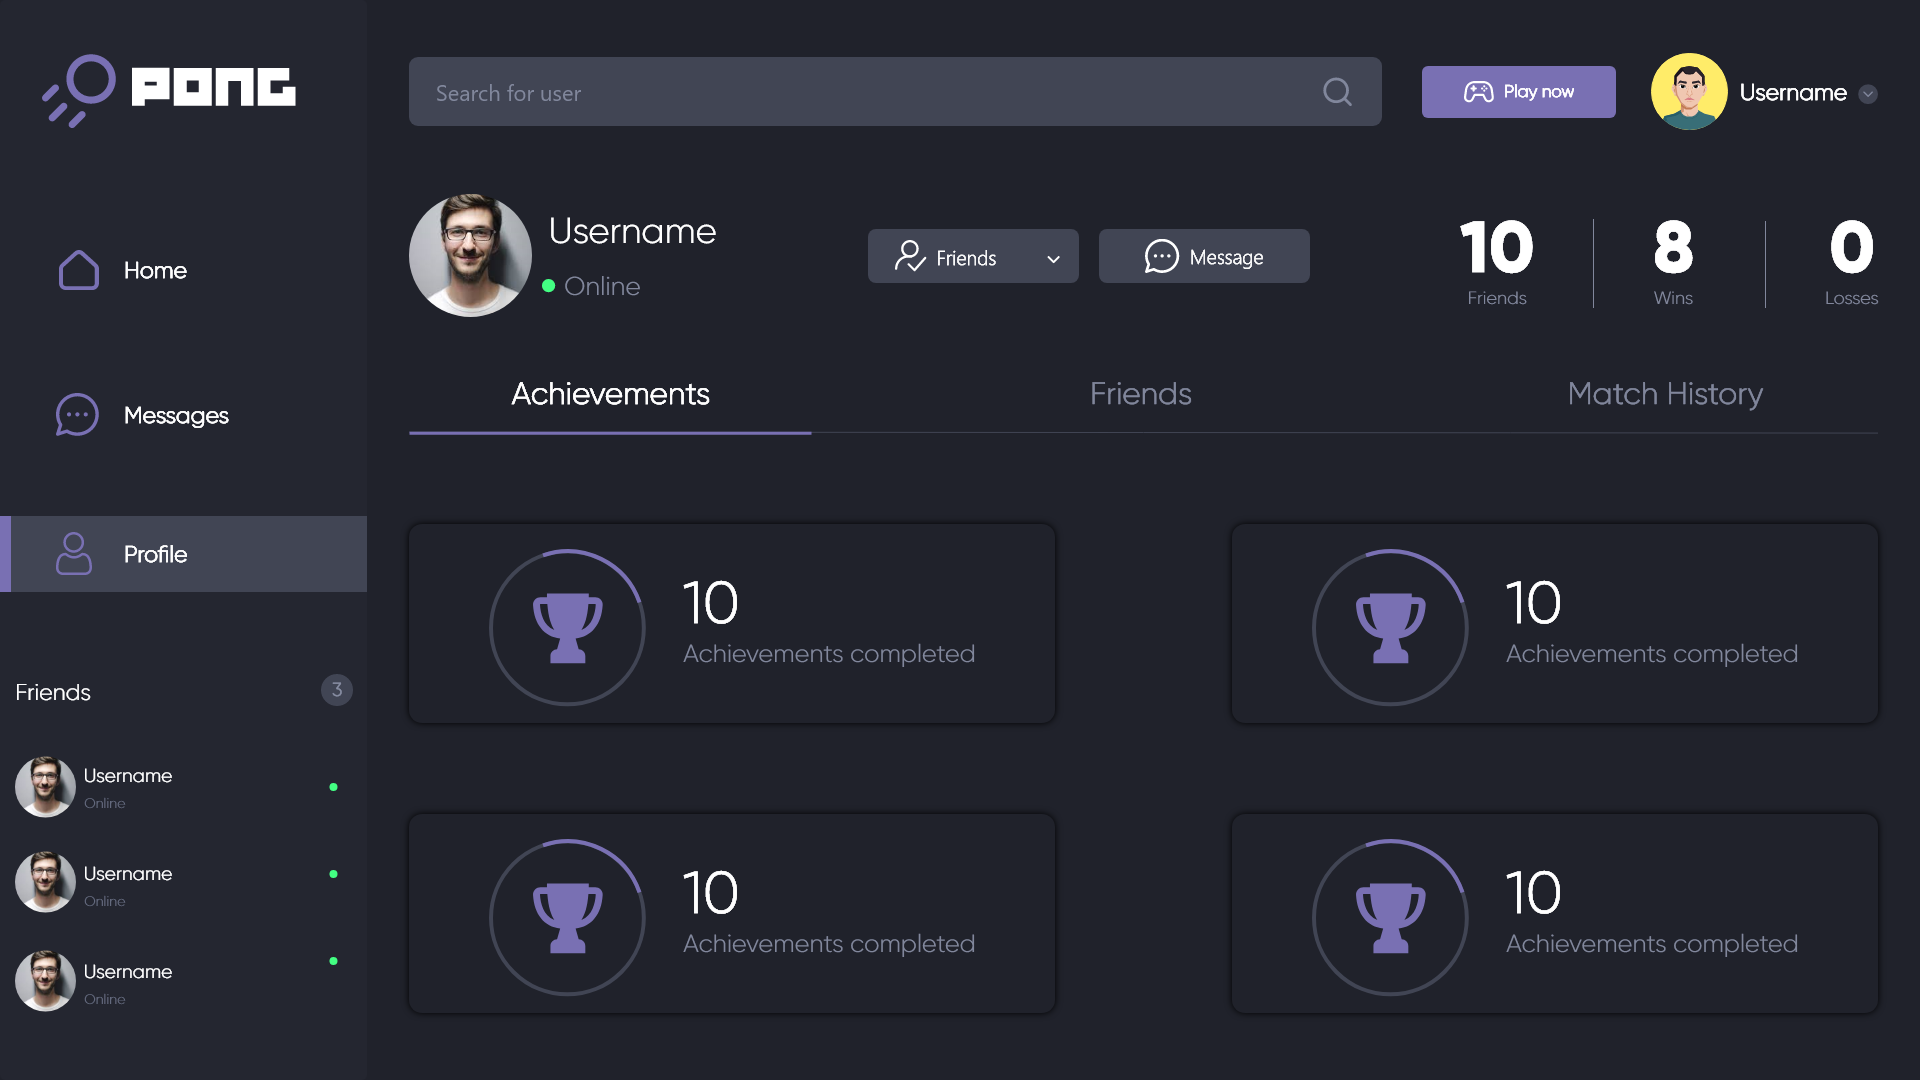 PONG
Search for user
Play now
Username
Home
Messages
Profile
Friends
3
Username
Online
Username
Online
Username
Online
Username
Online
Friends
Message
10
Friends
8
Wins
0
Losses
Achievements
Friends
Match History
10
Achievements completed
10
Achievements completed
10
Achievements completed
10
Achievements completed